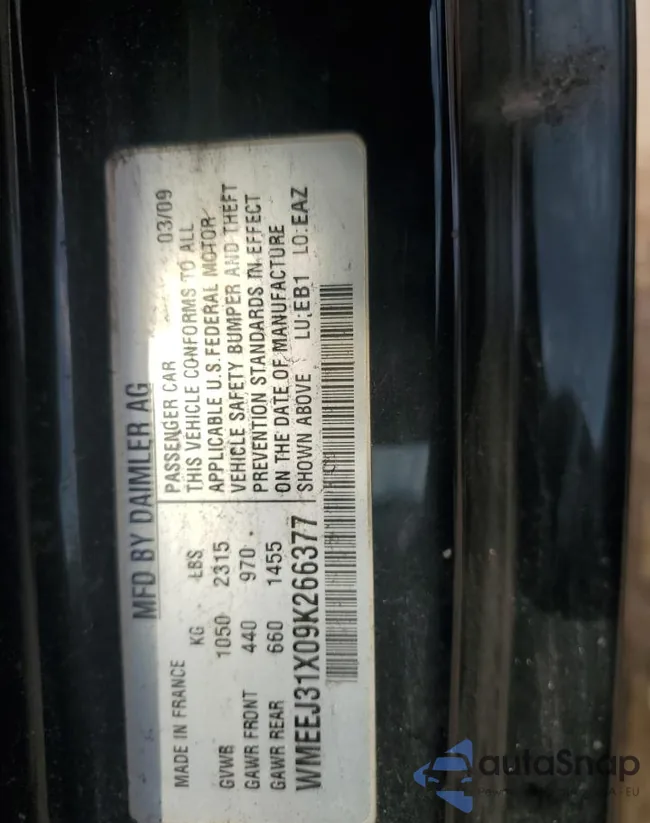 MFD BY DAIMLER AG
MADE IN FRANCE
KG LBS
GVWR 1050 2315
GAWR FRONT 440 970
GAWR REAR 660 1455
PASSENGER CAR 03/09
THIS VEHICLE CONFORMS TO ALL
APPLICABLE U.S. FEDERAL MOTOR
VEHICLE SAFETY BUMPER AND THEFT
PREVENTION STANDARDS IN EFFECT
ON THE DATE OF MANUFACTURE
SHOWN ABOVE LU:EB1 LO:EAZ
WMEEJ31X09K266377
autaSnap